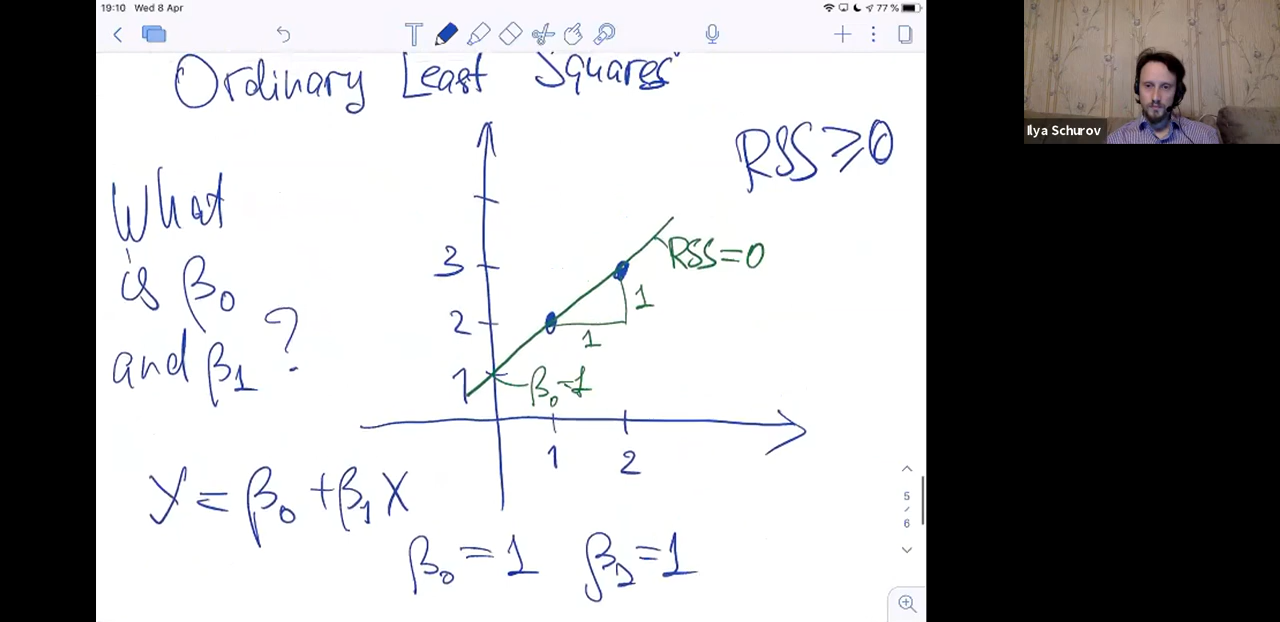 19:10 Wed 8 Apr
77 %
T
Ordinary Least Squares
Ilya Schurov
RSS ≥ 0
What
is β₀
and β₁ ?
3
RSS = 0
2
1
1
1
β₀ = 1
1
2
Y = β₀ + β₁ X
β₀ = 1 β₁ = 1
5
/
6